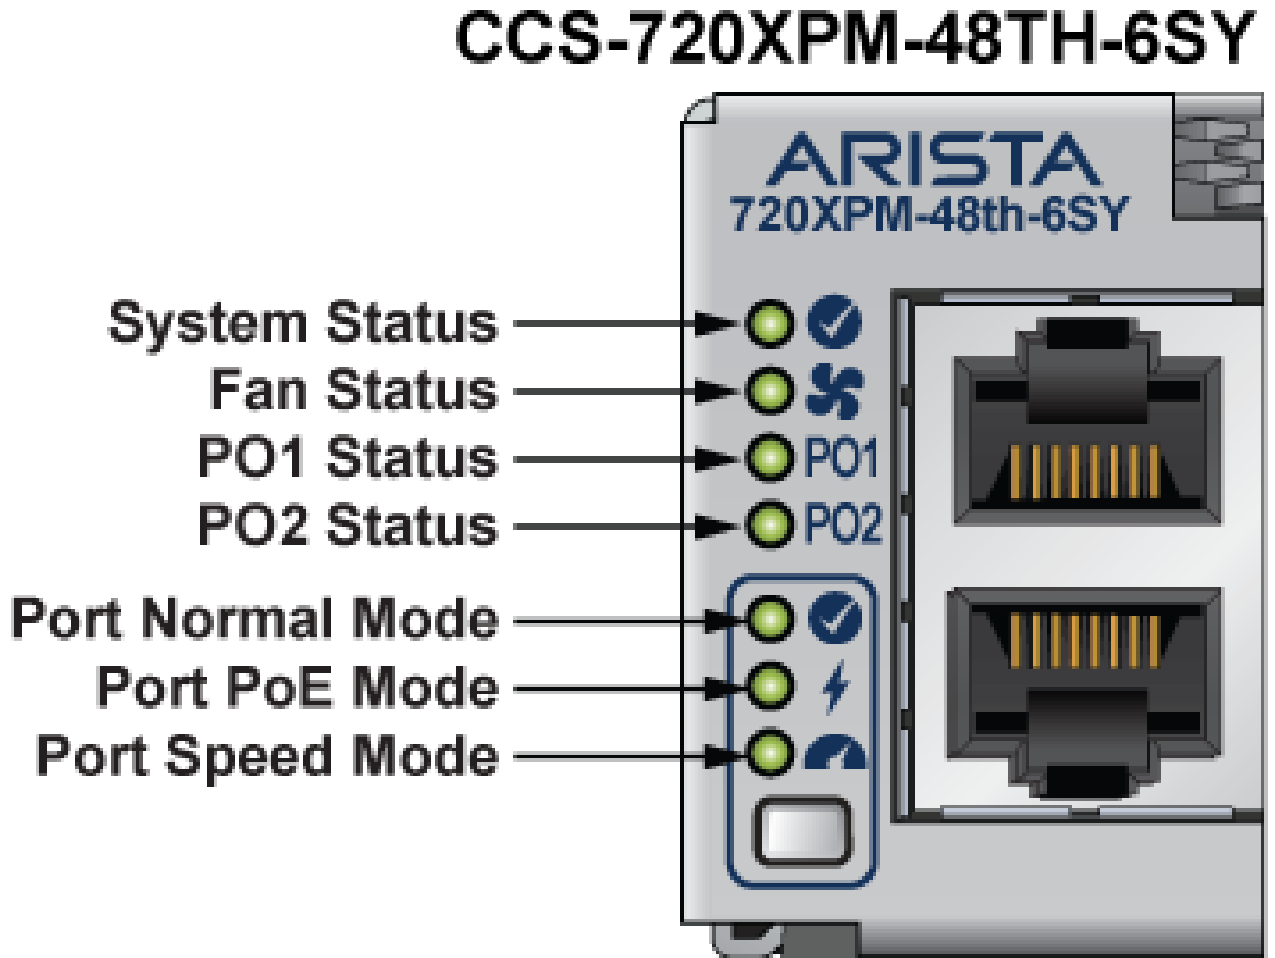 CCS-720XPM-48TH-6SY
ARISTA
720XPM-48th-6SY
System Status
Fan Status
PO1 Status PO1
PO2 Status PO2
Port Normal Mode
Port PoE Mode
Port Speed Mode